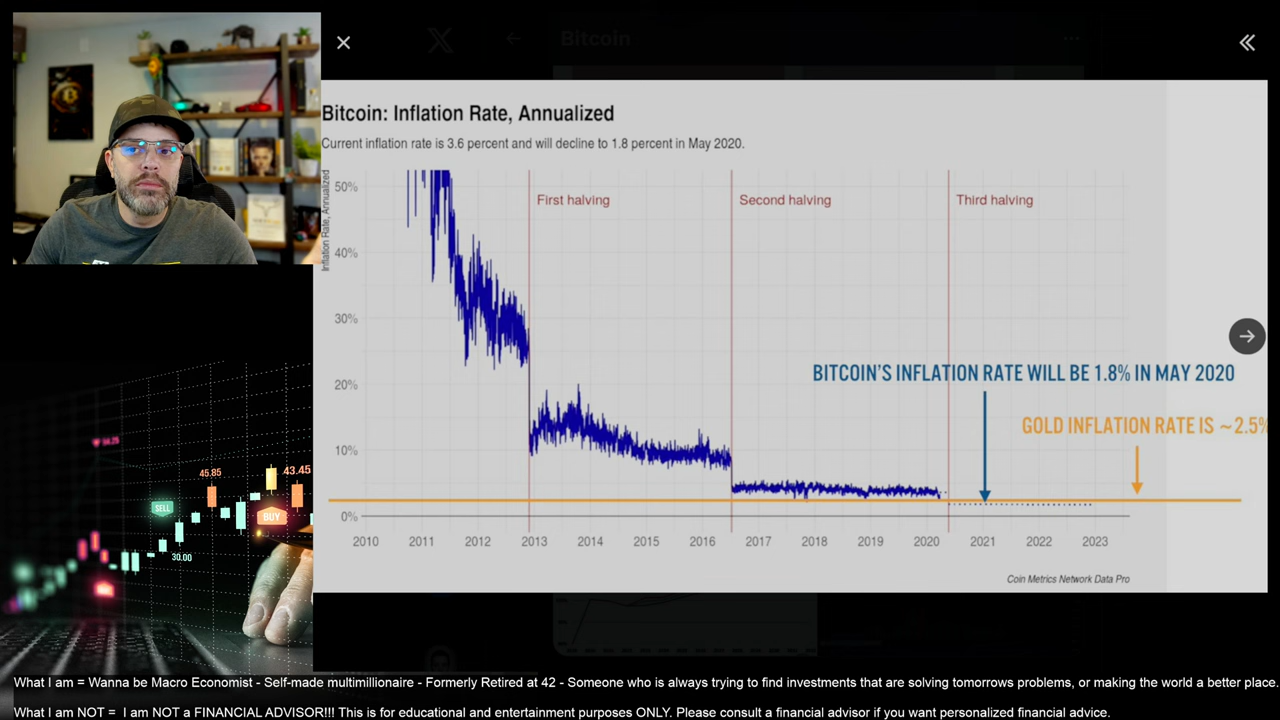 Bitcoin
Bitcoin: Inflation Rate, Annualized
Current inflation rate is 3.6 percent and will decline to 1.8 percent in May 2020.
Inflation Rate, Annualized
50%
First halving
Second halving
Third halving
40%
30%
BITCOIN'S INFLATION RATE WILL BE 1.8% IN MAY 2020
20%
GOLD INFLATION RATE IS ~2.5%
10%
0%
2010 2011 2012 2013 2014 2015 2016 2017 2018 2019 2020 2021 2022 2023
Coin Metrics Network Data Pro
45.85
43.45
SELL
BUY
30.00
What I am = Wanna be Macro Economist - Self-made multimillionaire - Formerly Retired at 42 - Someone who is always trying to find investments that are solving tomorrows problems, or making the world a better place.
What I am NOT = I am NOT a FINANCIAL ADVISOR!!! This is for educational and entertainment purposes ONLY. Please consult a financial advisor if you want personalized financial advice.